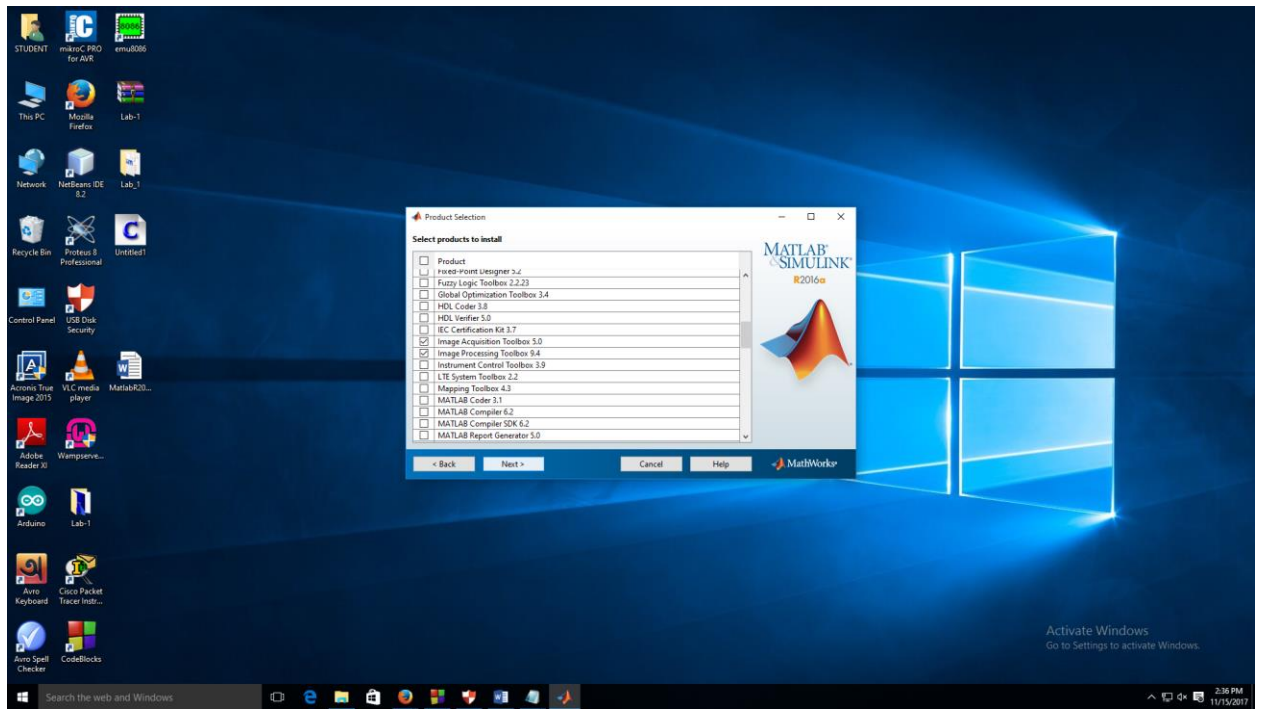 STUDENT
mikroC PRO
for AVR
emu8086
This PC
Mozilla
Firefox
Lab-1
Network
NetBeans IDE
8.2
Lab_1
Recycle Bin
Proteus 8
Professional
Untitled1
Control Panel
USB Disk
Security
Acronis True
Image 2015
VLC media
player
MatlabR20...
Adobe
Reader XI
Wampserve...
Arduino
Lab-1
Avro
Keyboard
Cisco Packet
Tracer Instr...
Avro Spell
Checker
CodeBlocks
Product Selection
Select products to install
Product
Fixed-Point Designer 5.2
Fuzzy Logic Toolbox 2.2.23
Global Optimization Toolbox 3.4
HDL Coder 3.8
HDL Verifier 5.0
IEC Certification Kit 3.7
Image Acquisition Toolbox 5.0
Image Processing Toolbox 9.4
Instrument Control Toolbox 3.9
LTE System Toolbox 2.2
Mapping Toolbox 4.3
MATLAB Coder 3.1
MATLAB Compiler 6.2
MATLAB Compiler SDK 6.2
MATLAB Report Generator 5.0
MATLAB®
&SIMULINK®
R2016a
< Back
Next >
Cancel
Help
MathWorks®
Activate Windows
Go to Settings to activate Windows.
Search the web and Windows
2:36 PM
11/15/2017